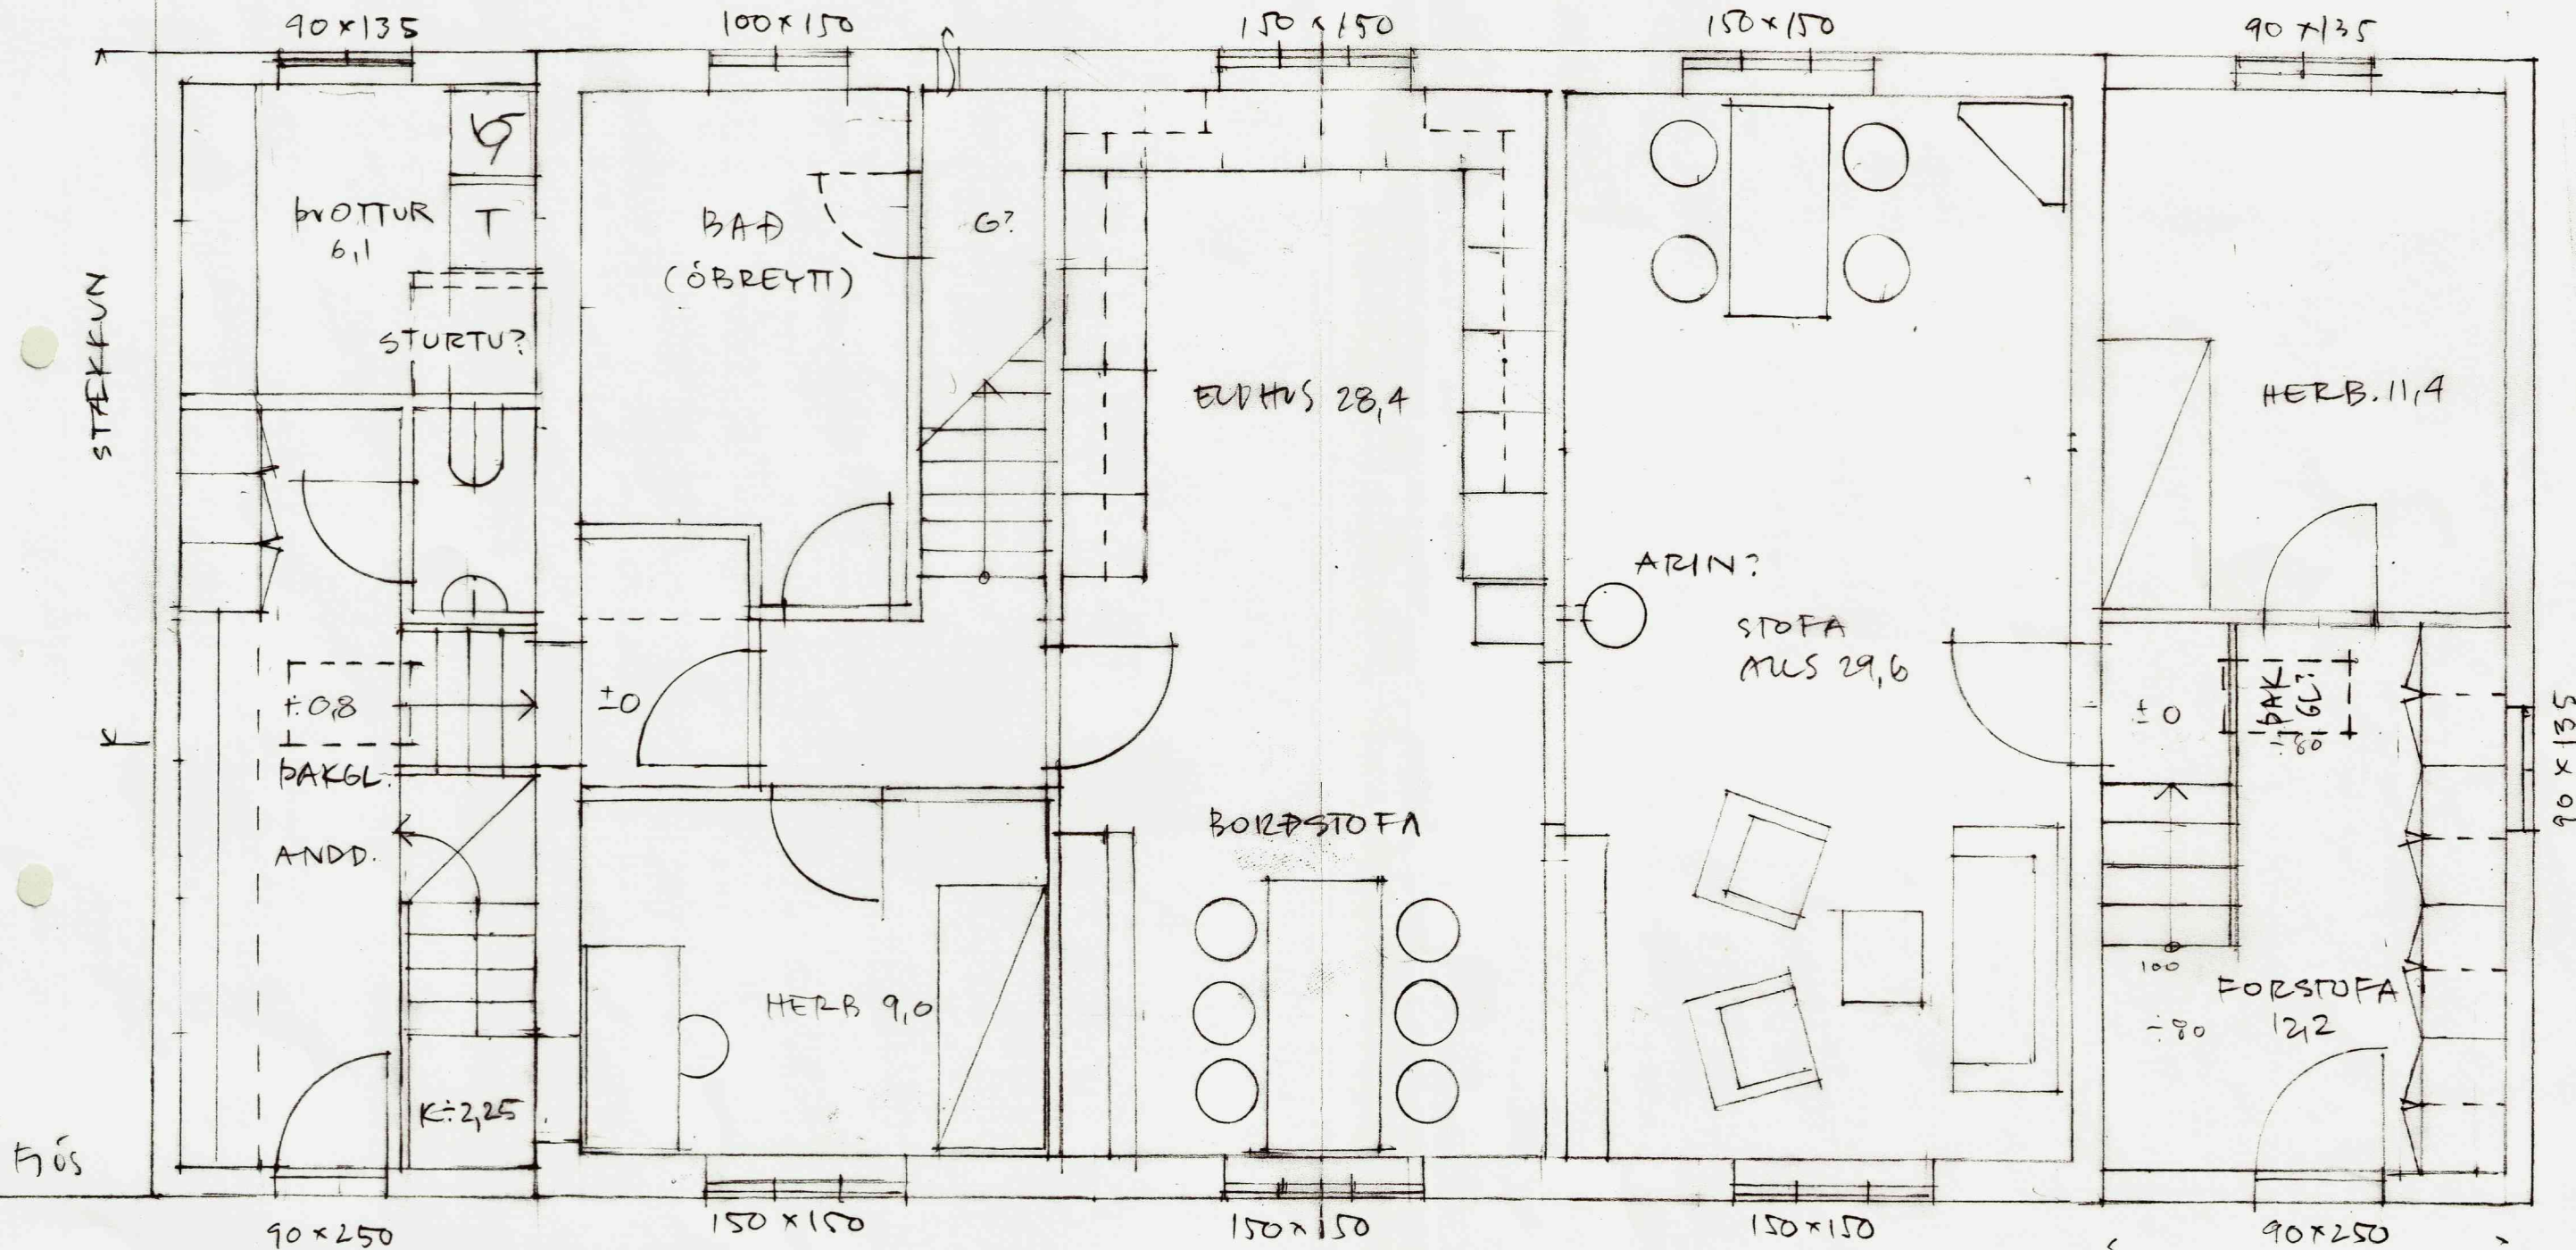 90×135
100×150
150×150
150×150
90×135
ÞVOTTUR
6,1
T
STURTU?
BAÐ
(ÓBREYTT)
G?
ELDHÚS 28,4
HERB. 11,4
STÆKKUN
ARIN?
STOFA
ALLS 29,6
÷0,8
ÞAKGL.
±0
±0
ÞAK
GL?
÷80
90×135
ANDD.
BORÐSTOFA
HERB 9,0
100
FORSTOFA
12,2
÷80
K÷2,25
FJÓS
90×250
150×150
150×150
150×150
90×250